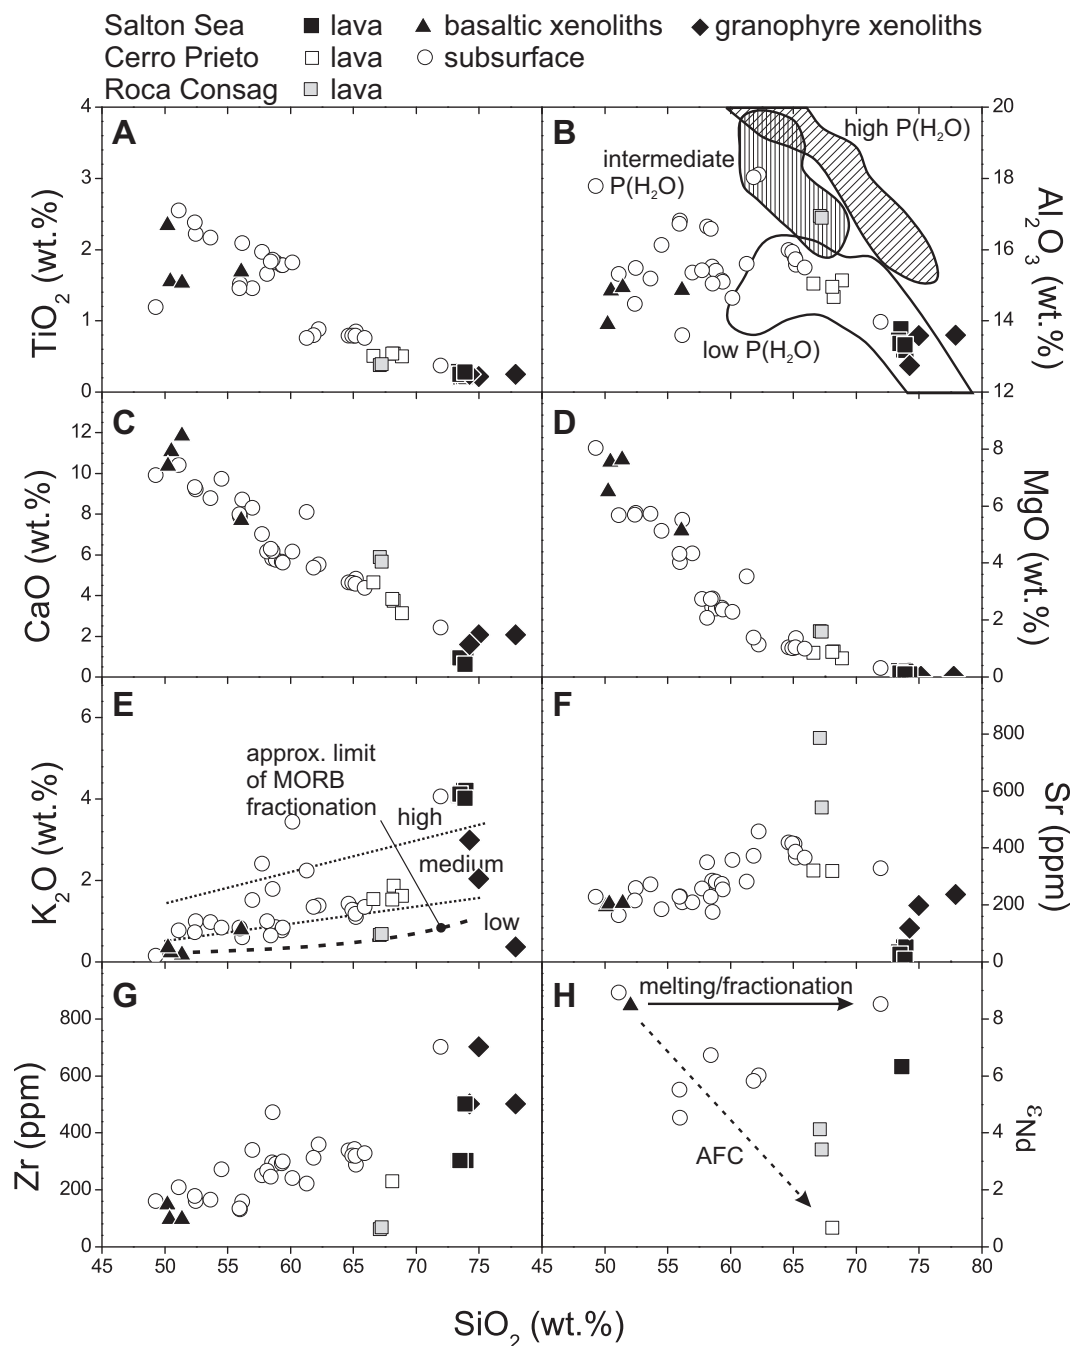 Salton Sea ■ lava ▲ basaltic xenoliths ◆ granophyre xenoliths
Cerro Prieto □ lava ○ subsurface
Roca Consag □ lava
A
TiO₂ (wt.%)
4
3
2
1
0
B
high P(H₂O)
intermediate
P(H₂O)
low P(H₂O)
Al₂O₃ (wt.%)
20
18
16
14
12
C
CaO (wt.%)
12
10
8
6
4
2
0
D
MgO (wt.%)
8
6
4
2
0
E
K₂O (wt.%)
6
4
2
0
approx. limit
of MORB
fractionation
high
medium
low
F
Sr (ppm)
800
600
400
200
0
G
Zr (ppm)
800
600
400
200
0
H
melting/fractionation
AFC
εNd
8
6
4
2
0
45 50 55 60 65 70 75 45 50 55 60 65 70 75 80
SiO₂ (wt.%)